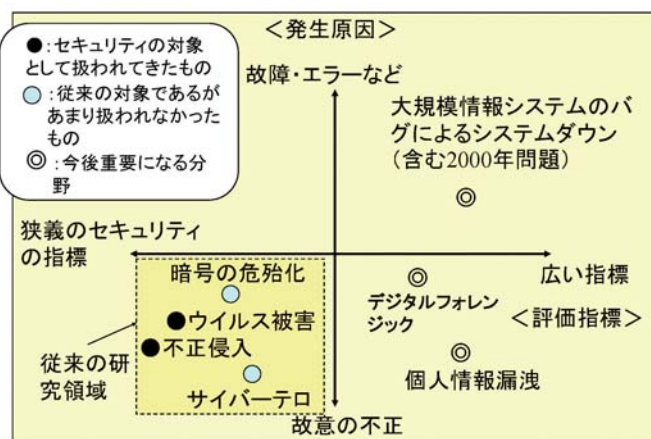 ＜発生原因＞
●：セキュリティの対象
として扱われてきたもの
○：従来の対象であるが
あまり扱われなかった
もの
◎：今後重要になる分
野
故障・エラーなど
大規模情報システムのバ
グによるシステムダウン
（含む2000年問題）
狭義のセキュリティ
の指標
広い指標
＜評価指標＞
暗号の危殆化
ウイルス被害
不正侵入
サイバーテロ
デジタルフォレン
ジック
個人情報漏洩
従来の研
究領域
故意の不正